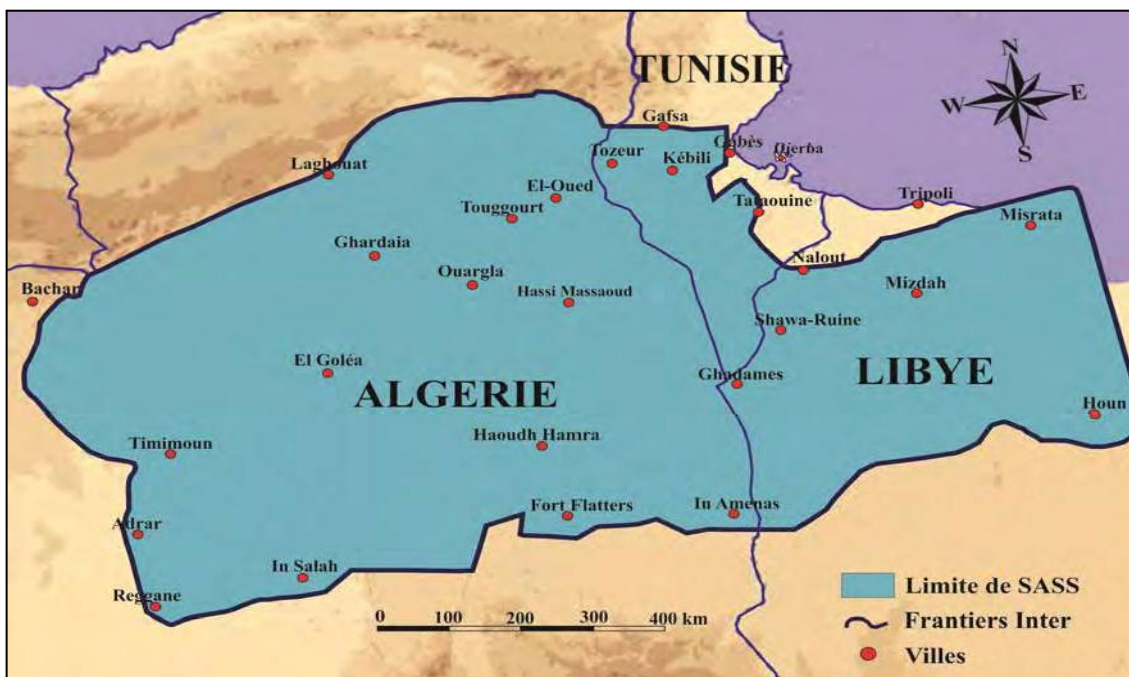 TUNISIE
N
W
E
S
Gafsa
Gabès
Djerba
Tozeur
Kébili
Laghouat
El-Oued
Touggourt
Tataouine
Tripoli
Misrata
Ghardaia
Ouargla
Nalout
Bachar
Hassi Massaoud
Mizdah
Shawa-Ruine
El Goléa
ALGERIE
Ghadames
LIBYE
Houn
Timimoun
Haoudh Hamra
Adrar
Fort Flatters
In Amenas
In Salah
Reggane
0 100 200 300 400 km
Limite de SASS
Frantiers Inter
Villes